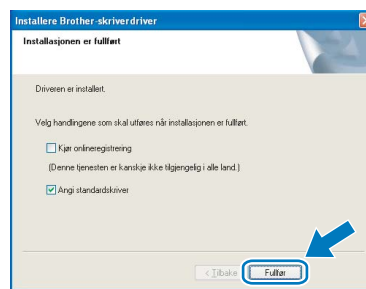 Installere Brother-skriverdriver
Installasjonen er fullført
Driveren er installert.
Velg handlingene som skal utføres når installasjonen er fullført.
Kjør onlineregistrering
(Denne tjenesten er kanskje ikke tilgjengelig i alle land.)
Angi standardskriver
< Tilbake Fullfør